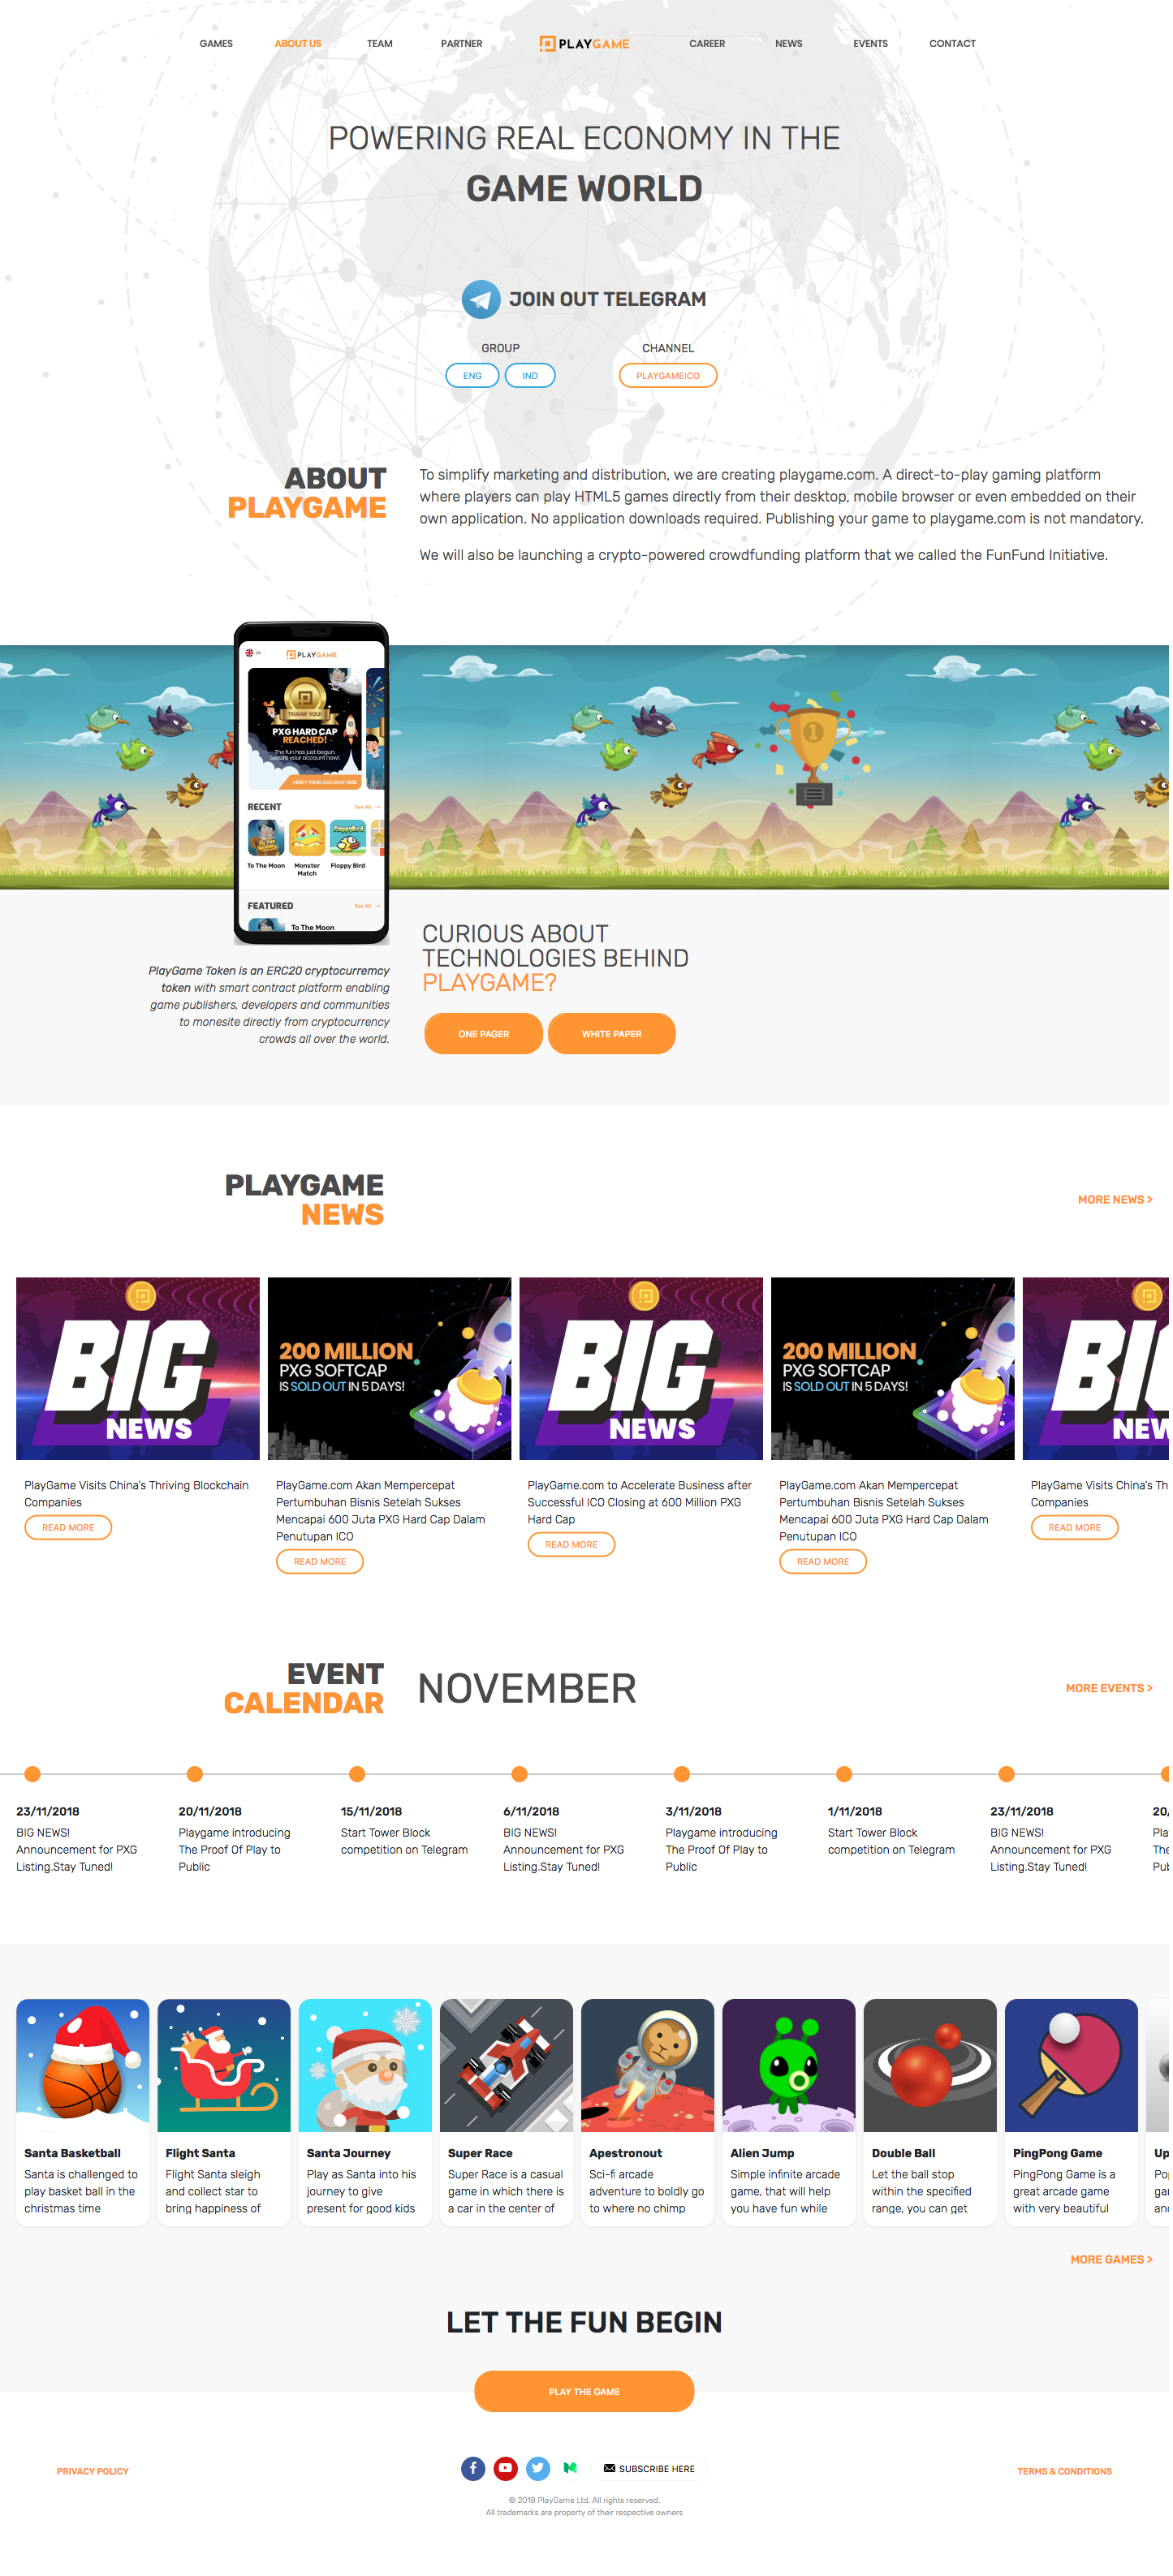 GAMES ABOUT US TEAM PARTNER PLAYGAME CAREER NEWS EVENTS CONTACT
POWERING REAL ECONOMY IN THE
GAME WORLD
JOIN OUT TELEGRAM
GROUP CHANNEL
ENG IND PLAYGAMEICO
ABOUT
PLAYGAME
To simplify marketing and distribution, we are creating playgame.com. A direct-to-play gaming platform
where players can play HTML5 games directly from their desktop, mobile browser or even embedded on their
own application. No application downloads required. Publishing your game to playgame.com is not mandatory.
We will also be launching a crypto-powered crowdfunding platform that we called the FunFund Initiative.
EN PLAYGAME
THANK YOU!
PXG HARD CAP
REACHED!
The fun has just begun.
Secure your account now!
VERIFY YOUR ACCOUNT HERE
1
RECENT See All →
FloppyBird
To The Moon Monster Match Floppy Bird
FEATURED See All →
To The Moon
PlayGame Token is an ERC20 cryptocurremcy
token with smart contract platform enabling
game publishers, developers and communities
to monesite directly from cryptocurrency
crowds all over the world.
CURIOUS ABOUT
TECHNOLOGIES BEHIND
PLAYGAME?
ONE PAGER WHITE PAPER
PLAYGAME
NEWS
MORE NEWS >
BIG
NEWS
200 MILLION
PXG SOFTCAP
IS SOLD OUT IN 5 DAYS!
BIG
NEWS
200 MILLION
PXG SOFTCAP
IS SOLD OUT IN 5 DAYS!
BIG
NEW
PlayGame Visits China's Thriving Blockchain
Companies
READ MORE
PlayGame.com Akan Mempercepat
Pertumbuhan Bisnis Setelah Sukses
Mencapai 600 Juta PXG Hard Cap Dalam
Penutupan ICO
READ MORE
PlayGame.com to Accelerate Business after
Successful ICO Closing at 600 Million PXG
Hard Cap
READ MORE
PlayGame.com Akan Mempercepat
Pertumbuhan Bisnis Setelah Sukses
Mencapai 600 Juta PXG Hard Cap Dalam
Penutupan ICO
READ MORE
PlayGame Visits China's Th
Companies
READ MORE
EVENT
CALENDAR
NOVEMBER
MORE EVENTS >
23/11/2018
BIG NEWS!
Announcement for PXG
Listing.Stay Tuned!
20/11/2018
Playgame introducing
The Proof Of Play to
Public
15/11/2018
Start Tower Block
competition on Telegram
6/11/2018
BIG NEWS!
Announcement for PXG
Listing.Stay Tuned!
3/11/2018
Playgame introducing
The Proof Of Play to
Public
1/11/2018
Start Tower Block
competition on Telegram
23/11/2018
BIG NEWS!
Announcement for PXG
Listing.Stay Tuned!
20/
Pla
The
Pub
Santa Basketball
Santa is challenged to
play basket ball in the
christmas time
Flight Santa
Flight Santa sleigh
and collect star to
bring happiness of
Santa Journey
Play as Santa into his
journey to give
present for good kids
Super Race
Super Race is a casual
game in which there is
a car in the center of
Apestronout
Sci-fi arcade
adventure to boldly go
to where no chimp
Alien Jump
Simple infinite arcade
game, that will help
you have fun while
Double Ball
Let the ball stop
within the specified
range, you can get
PingPong Game
PingPong Game is a
great arcade game
with very beautiful
Up
Pop
gar
and
MORE GAMES >
LET THE FUN BEGIN
PLAY THE GAME
PRIVACY POLICY
SUBSCRIBE HERE
TERMS & CONDITIONS
© 2018 PlayGame Ltd. All rights reserved.
All trademarks are property of their respective owners